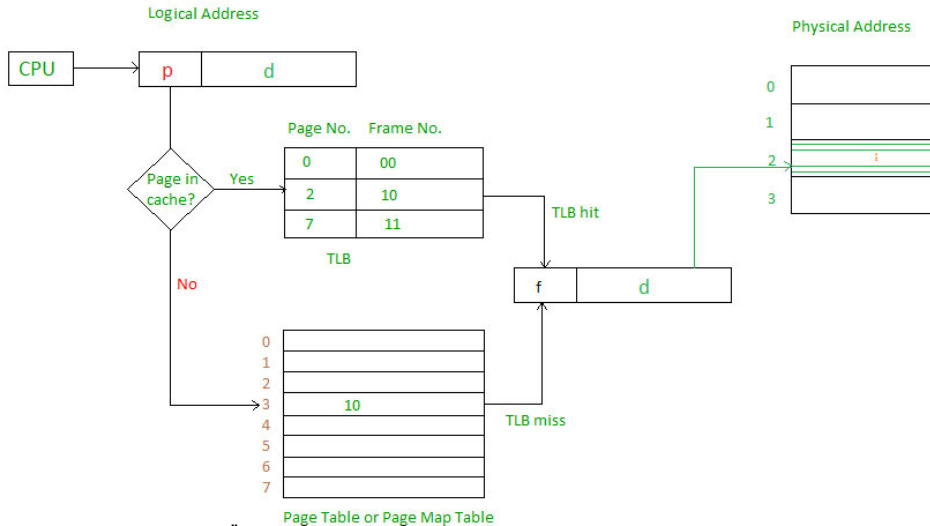 Logical Address
Physical Address
CPU
p d
0
1
2 i
3
Page No. Frame No.
0 00
2 10
7 11
TLB
Page in
cache?
Yes
No
TLB hit
f d
0
1
2
3 10
4
5
6
7
TLB miss
Page Table or Page Map Table